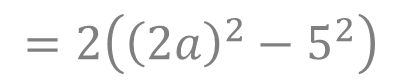 = 2((2a)² − 5²)